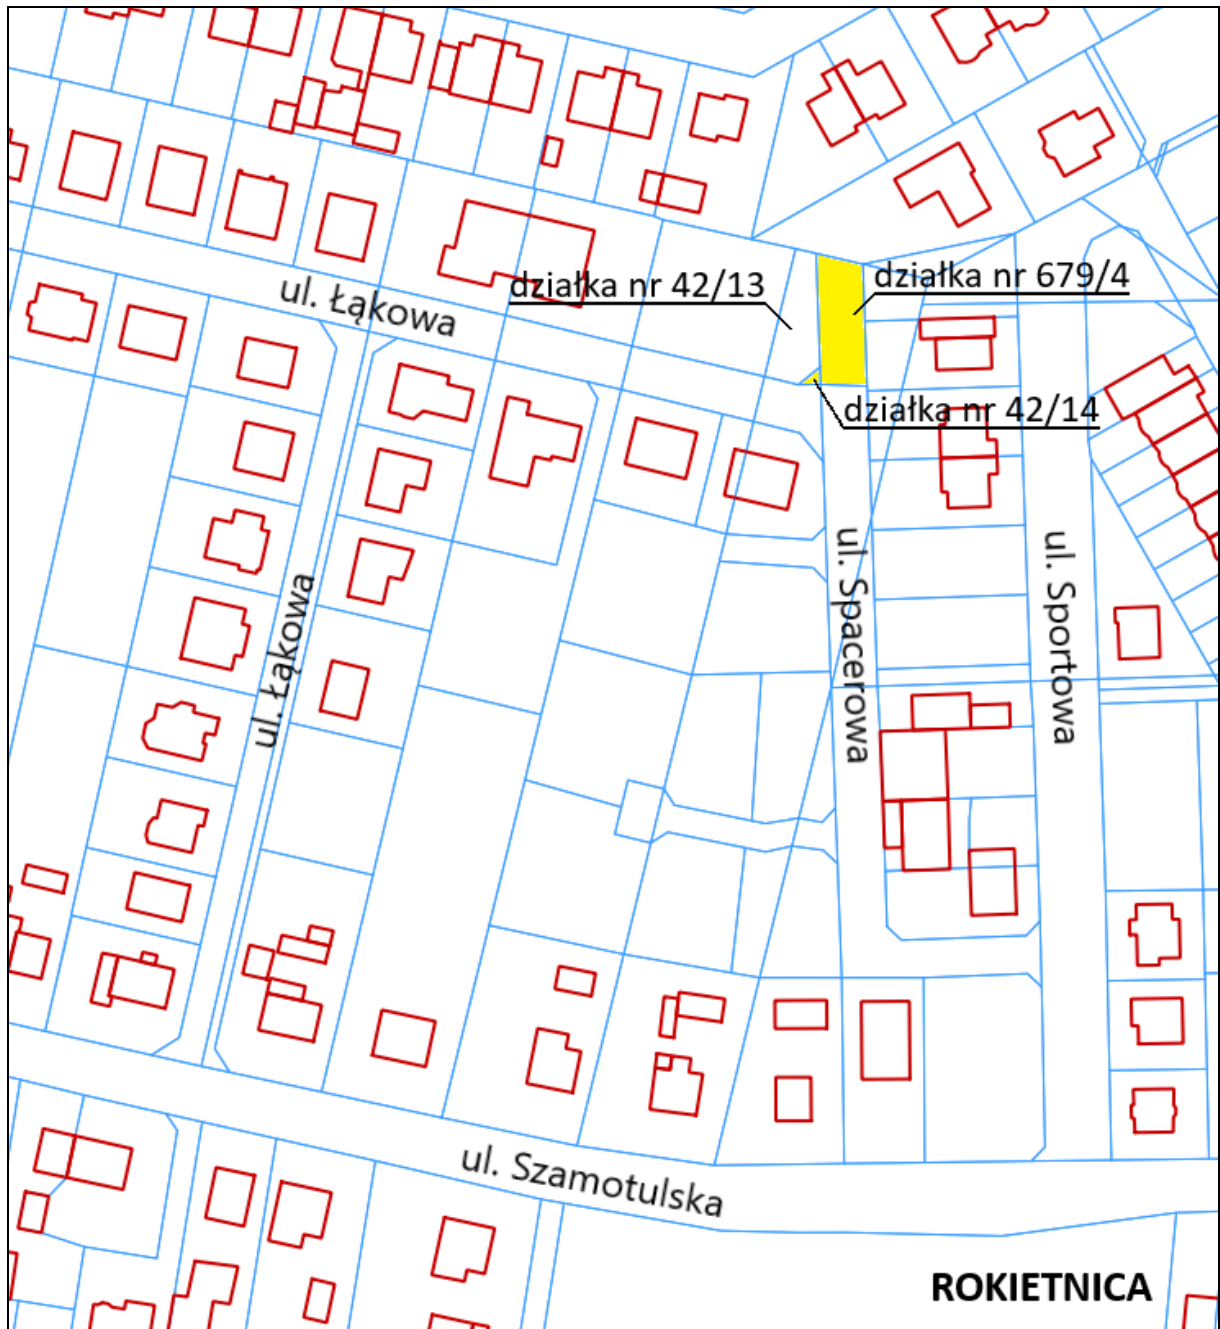 działka nr 679/4
działka nr 42/13
ul. Łąkowa
działka nr 42/14
ul. Spacerowa
ul. Sportowa
ul. Łąkowa
ul. Szamotulska
ROKIETNICA